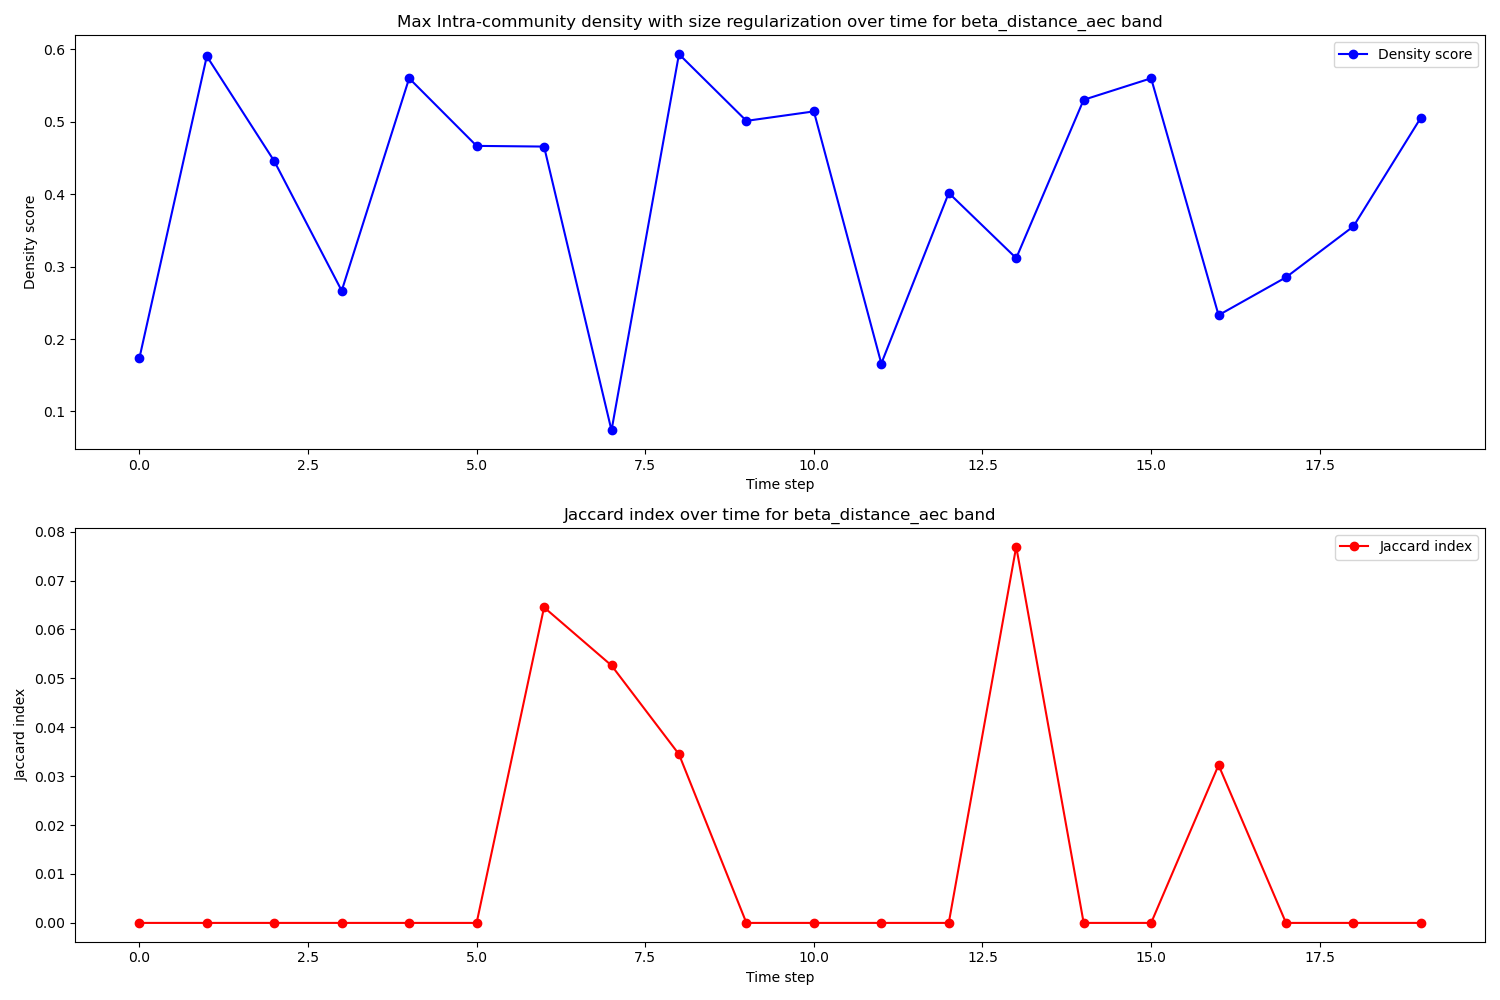 Max Intra-community density with size regularization over time for beta_distance_aec band
Density score
Density score
0.6
0.5
0.4
0.3
0.2
0.1
0.0 2.5 5.0 7.5 10.0 12.5 15.0 17.5
Time step
Jaccard index over time for beta_distance_aec band
Jaccard index
Jaccard index
0.08
0.07
0.06
0.05
0.04
0.03
0.02
0.01
0.00
0.0 2.5 5.0 7.5 10.0 12.5 15.0 17.5
Time step